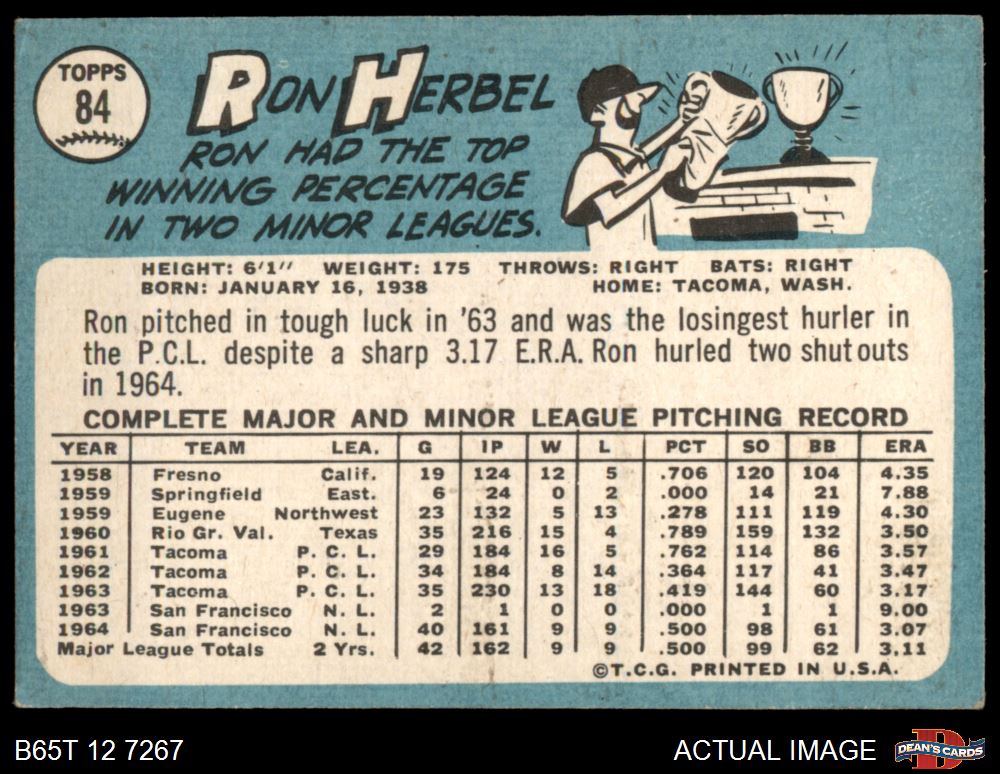 TOPPS
84
RON HERBEL
RON HAD THE TOP
WINNING PERCENTAGE
IN TWO MINOR LEAGUES.
HEIGHT: 6'1" WEIGHT: 175 THROWS: RIGHT BATS: RIGHT
BORN: JANUARY 16, 1938 HOME: TACOMA, WASH.
Ron pitched in tough luck in '63 and was the losingest hurler in
the P.C.L. despite a sharp 3.17 E.R.A. Ron hurled two shutouts
in 1964.
COMPLETE MAJOR AND MINOR LEAGUE PITCHING RECORD
YEAR TEAM LEA. G IP W L PCT SO BB ERA
1958 Fresno Calif. 19 124 12 5 .706 120 104 4.35
1959 Springfield East. 6 24 0 2 .000 14 21 7.88
1959 Eugene Northwest 23 132 5 13 .278 111 119 4.30
1960 Rio Gr. Val. Texas 35 216 15 4 .789 159 132 3.50
1961 Tacoma P. C. L. 29 184 16 5 .762 114 86 3.57
1962 Tacoma P. C. L. 34 184 8 14 .364 117 41 3.47
1963 Tacoma P. C. L. 35 230 13 18 .419 144 60 3.17
1963 San Francisco N. L. 2 1 0 0 .000 1 1 9.00
1964 San Francisco N. L. 40 161 9 9 .500 98 61 3.07
Major League Totals 2 Yrs. 42 162 9 9 .500 99 62 3.11
©T.C.G. PRINTED IN U.S.A.
B65T 12 7267 ACTUAL IMAGE D DEAN'S CARDS